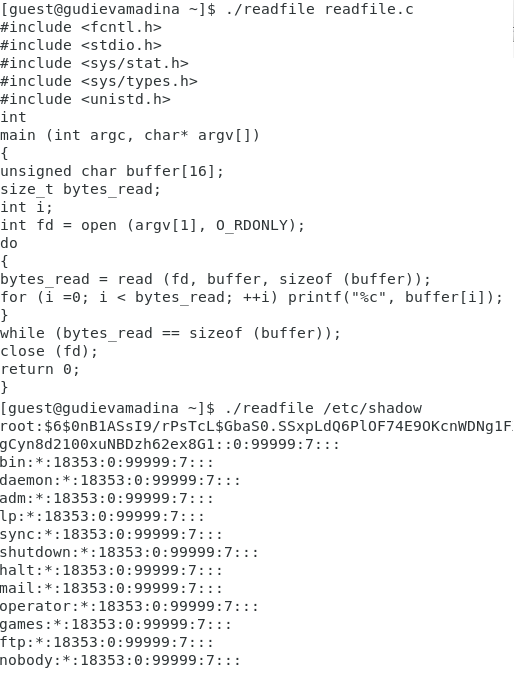 [guest@gudievamadina ~]$ ./readfile readfile.c
#include <fcntl.h>
#include <stdio.h>
#include <sys/stat.h>
#include <sys/types.h>
#include <unistd.h>
int
main (int argc, char* argv[])
{
unsigned char buffer[16];
size_t bytes_read;
int i;
int fd = open (argv[1], O_RDONLY);
do
{
bytes_read = read (fd, buffer, sizeof (buffer));
for (i =0; i < bytes_read; ++i) printf("%c", buffer[i]);
}
while (bytes_read == sizeof (buffer));
close (fd);
return 0;
}
[guest@gudievamadina ~]$ ./readfile /etc/shadow
root:$6$0nB1ASsI9/rPsTcL$GbaS0.SSxpLdQ6PlOF74E9OKcnWDNg1F
gCyn8d2100xuNBDzh62ex8G1::0:99999:7:::
bin:*:18353:0:99999:7:::
daemon:*:18353:0:99999:7:::
adm:*:18353:0:99999:7:::
lp:*:18353:0:99999:7:::
sync:*:18353:0:99999:7:::
shutdown:*:18353:0:99999:7:::
halt:*:18353:0:99999:7:::
mail:*:18353:0:99999:7:::
operator:*:18353:0:99999:7:::
games:*:18353:0:99999:7:::
ftp:*:18353:0:99999:7:::
nobody:*:18353:0:99999:7:::